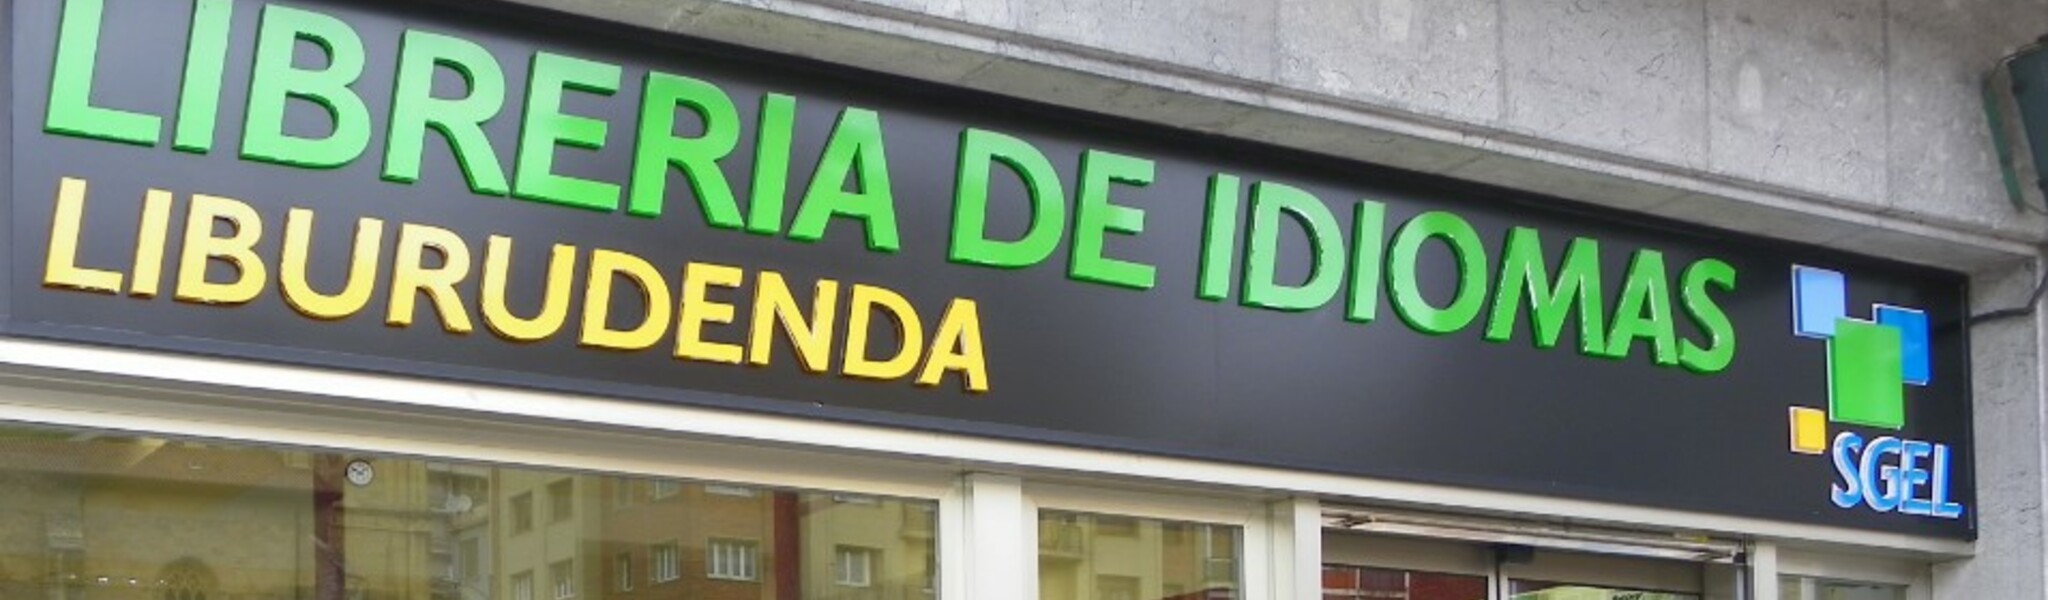 LIBRERIA DE IDIOMAS
LIBURUDENDA
SGEL